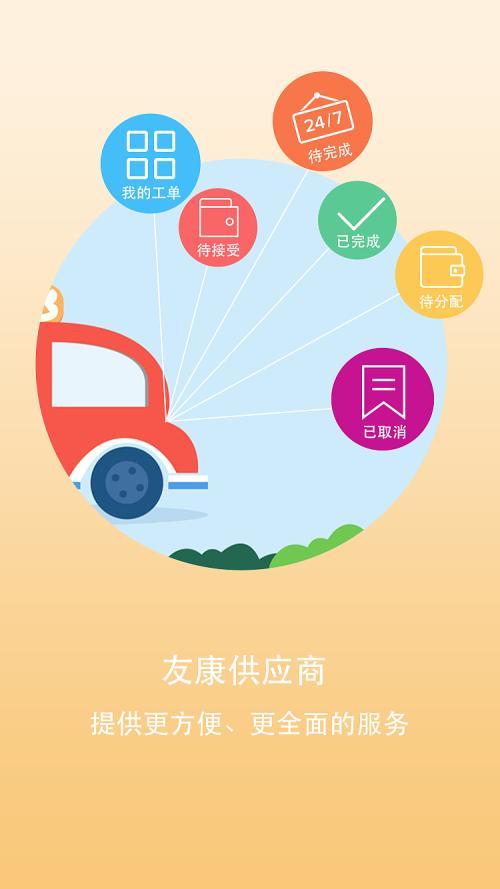 24/7
待完成
我的工单
待接受
已完成
待分配
已取消
友康供应商
提供更方便、更全面的服务